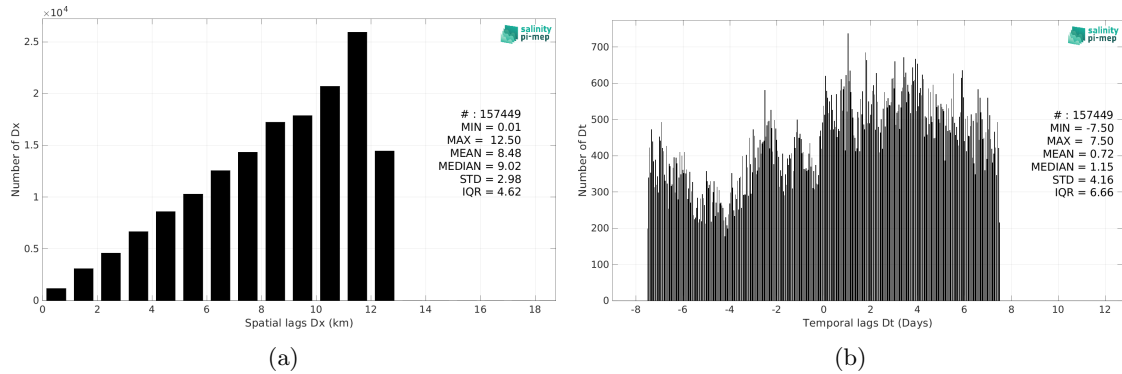 ×10^4
2.5
2
1.5
1
0.5
0
Number of Dx
0 2 4 6 8 10 12 14 16 18
Spatial lags Dx (km)
salinity
pi-mep
# : 157449
MIN = 0.01
MAX = 12.50
MEAN = 8.48
MEDIAN = 9.02
STD = 2.98
IQR = 4.62
(a)
700
600
500
400
300
200
100
0
Number of Dt
-8 -6 -4 -2 0 2 4 6 8 10 12
Temporal lags Dt (Days)
salinity
pi-mep
# : 157449
MIN = -7.50
MAX = 7.50
MEAN = 0.72
MEDIAN = 1.15
STD = 4.16
IQR = 6.66
(b)